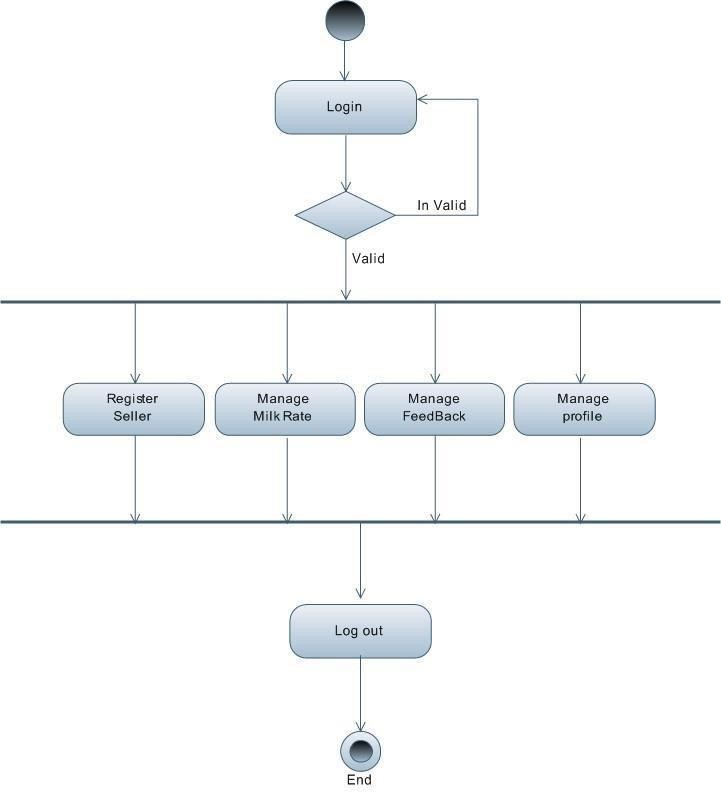 Login
In Valid
Valid
Register
Seller
Manage
Milk Rate
Manage
FeedBack
Manage
profile
Log out
End